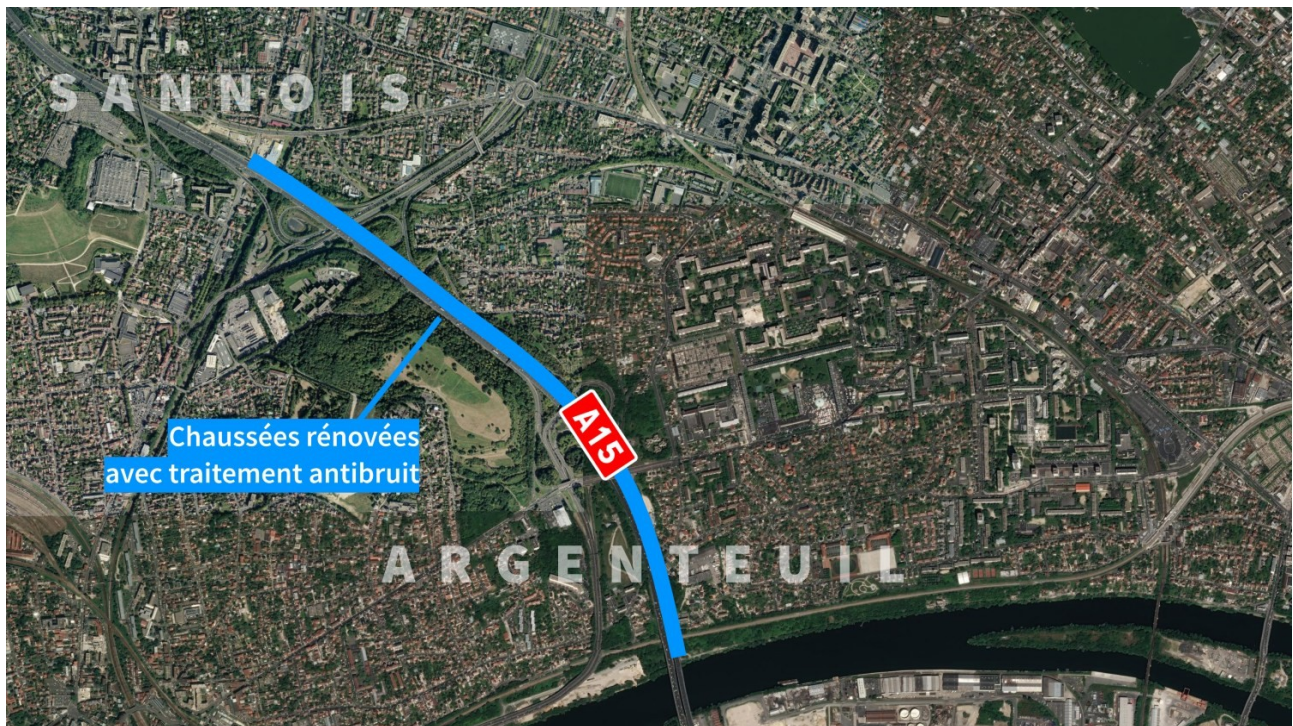 SANNOIS
A15
Chaussées rénovées
avec traitement antibruit
ARGENTEUIL